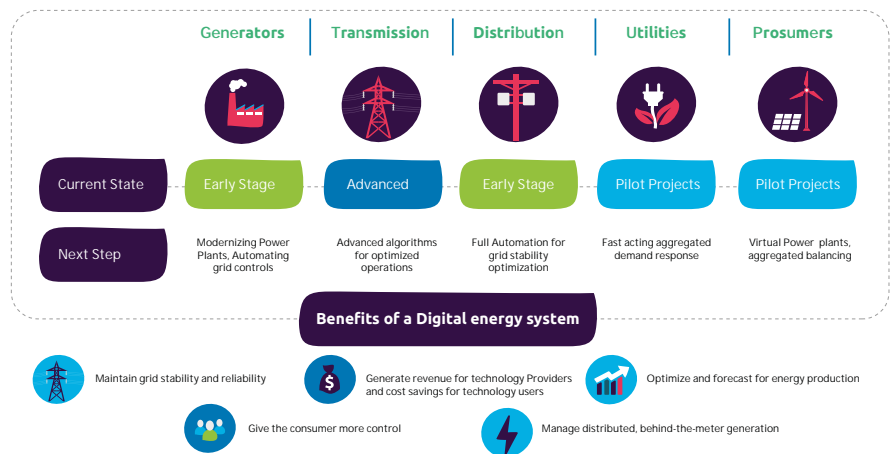 Generators
Transmission
Distribution
Utilities
Prosumers
Current State
Early Stage
Advanced
Early Stage
Pilot Projects
Pilot Projects
Next Step
Modernizing Power
Plants, Automating
grid controls
Advanced algorithms
for optimized
operations
Full Automation for
grid stability
optimization
Fast acting aggregated
demand response
Virtual Power plants,
aggregated balancing
Benefits of a Digital energy system
Maintain grid stability and reliability
$
Generate revenue for technology Providers
and cost savings for technology users
Optimize and forecast for energy production
Give the consumer more control
Manage distributed, behind-the-meter generation